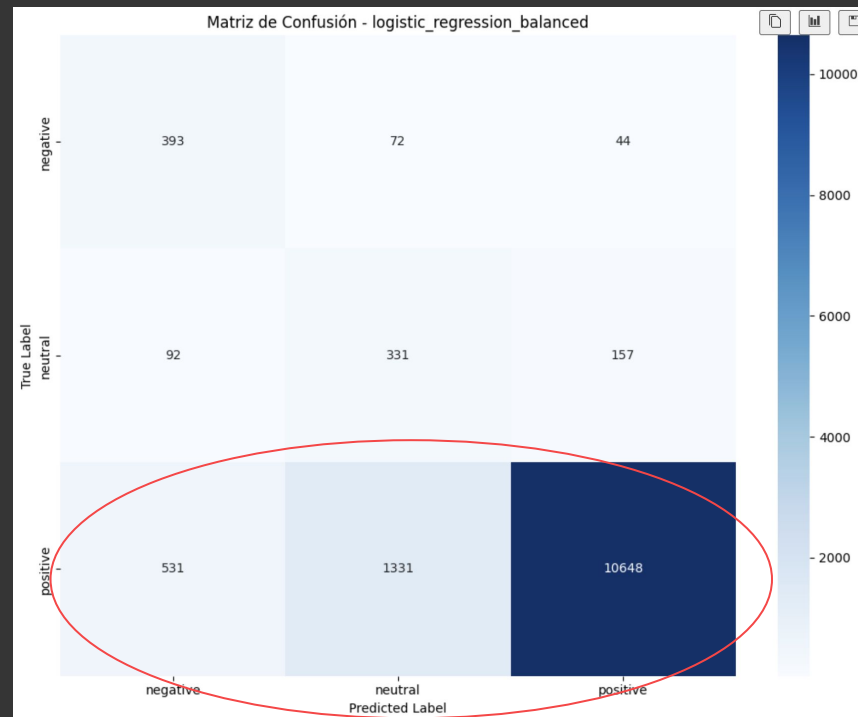 Matriz de Confusión - logistic_regression_balanced
10000
8000
6000
4000
2000
True Label
negative
393 72 44
neutral
92 331 157
positive
531 1331 10648
negative neutral positive
Predicted Label